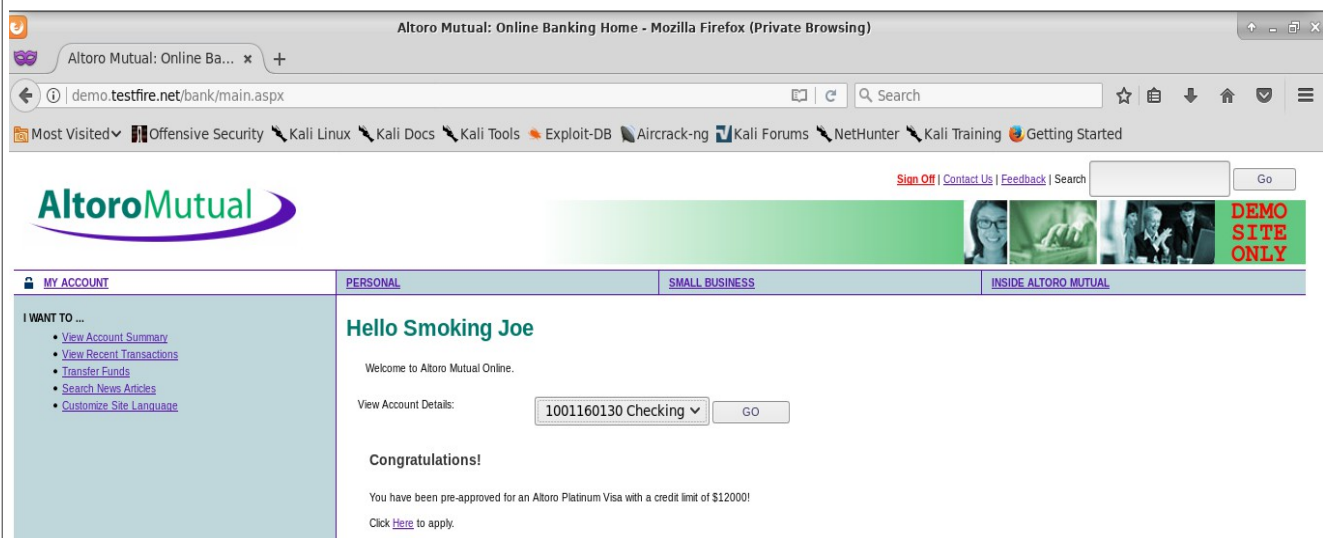 Altoro Mutual: Online Banking Home - Mozilla Firefox (Private Browsing)
Altoro Mutual: Online Ba...
demo.testfire.net/bank/main.aspx
Search
Most Visited Offensive Security Kali Linux Kali Docs Kali Tools Exploit-DB Aircrack-ng Kali Forums NetHunter Kali Training Getting Started
Sign Off | Contact Us | Feedback | Search Go
AltoroMutual
DEMO
SITE
ONLY
MY ACCOUNT PERSONAL SMALL BUSINESS INSIDE ALTORO MUTUAL
I WANT TO ...
• View Account Summary
• View Recent Transactions
• Transfer Funds
• Search News Articles
• Customize Site Language
Hello Smoking Joe
Welcome to Altoro Mutual Online.
View Account Details: 1001160130 Checking GO
Congratulations!
You have been pre-approved for an Altoro Platinum Visa with a credit limit of $12000!
Click Here to apply.